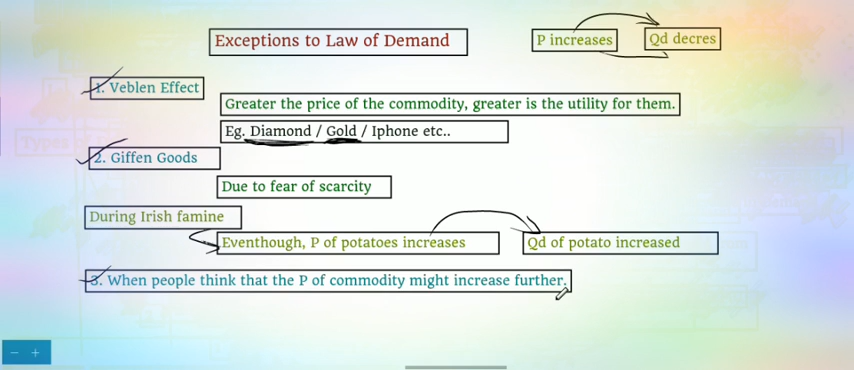 Exceptions to Law of Demand
P increases Qd decres
1. Veblen Effect
Greater the price of the commodity, greater is the utility for them.
Eg. Diamond / Gold / Iphone etc..
2. Giffen Goods
Due to fear of scarcity
During Irish famine
Eventhough, P of potatoes increases Qd of potato increased
3. When people think that the P of commodity might increase further.